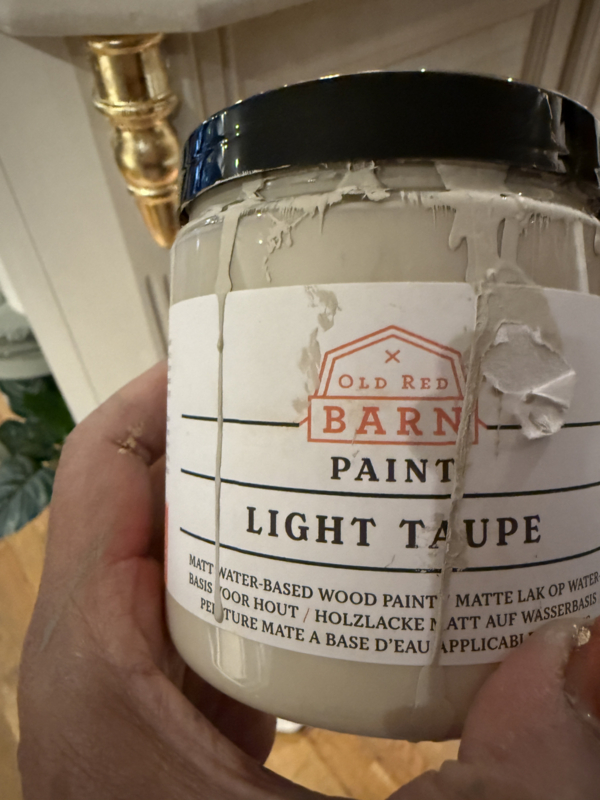 OLD RED
BARN
PAINT
LIGHT TAUPE
MATT WATER-BASED WOOD PAINT / MATTE LAK OP WATER-
BASIS VOOR HOUT / HOLZLACKE MATT AUF WASSERBASIS
PEINTURE MATE A BASE D'EAU APPLICABLE